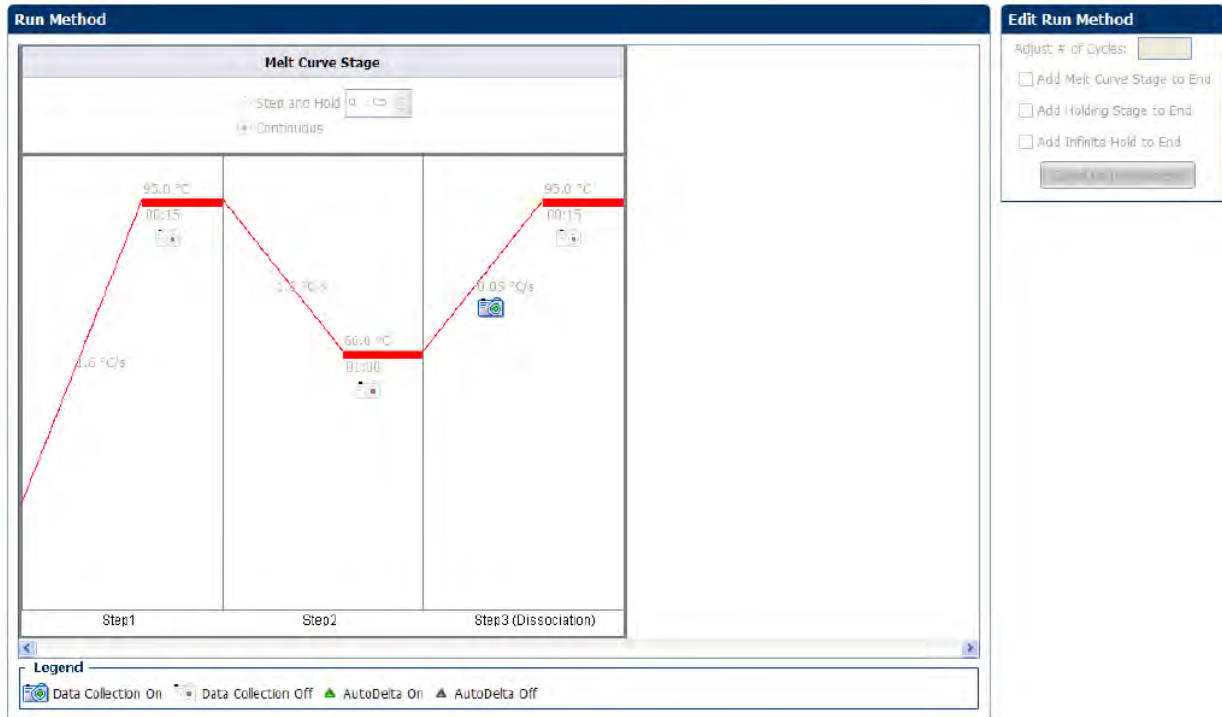 Run Method
Melt Curve Stage
Step and Hold
Continuous
95.0 °C
00:15
1.6 °C/s
60.0 °C
01:00
95.0 °C
00:15
0.05 °C/s
Step1
Step2
Step3 (Dissociation)
Legend
Data Collection On Data Collection Off AutoDelta On AutoDelta Off
Edit Run Method
Adjust # of Cycles:
Add Melt Curve Stage to End
Add Holding Stage to End
Add Infinite Hold to End